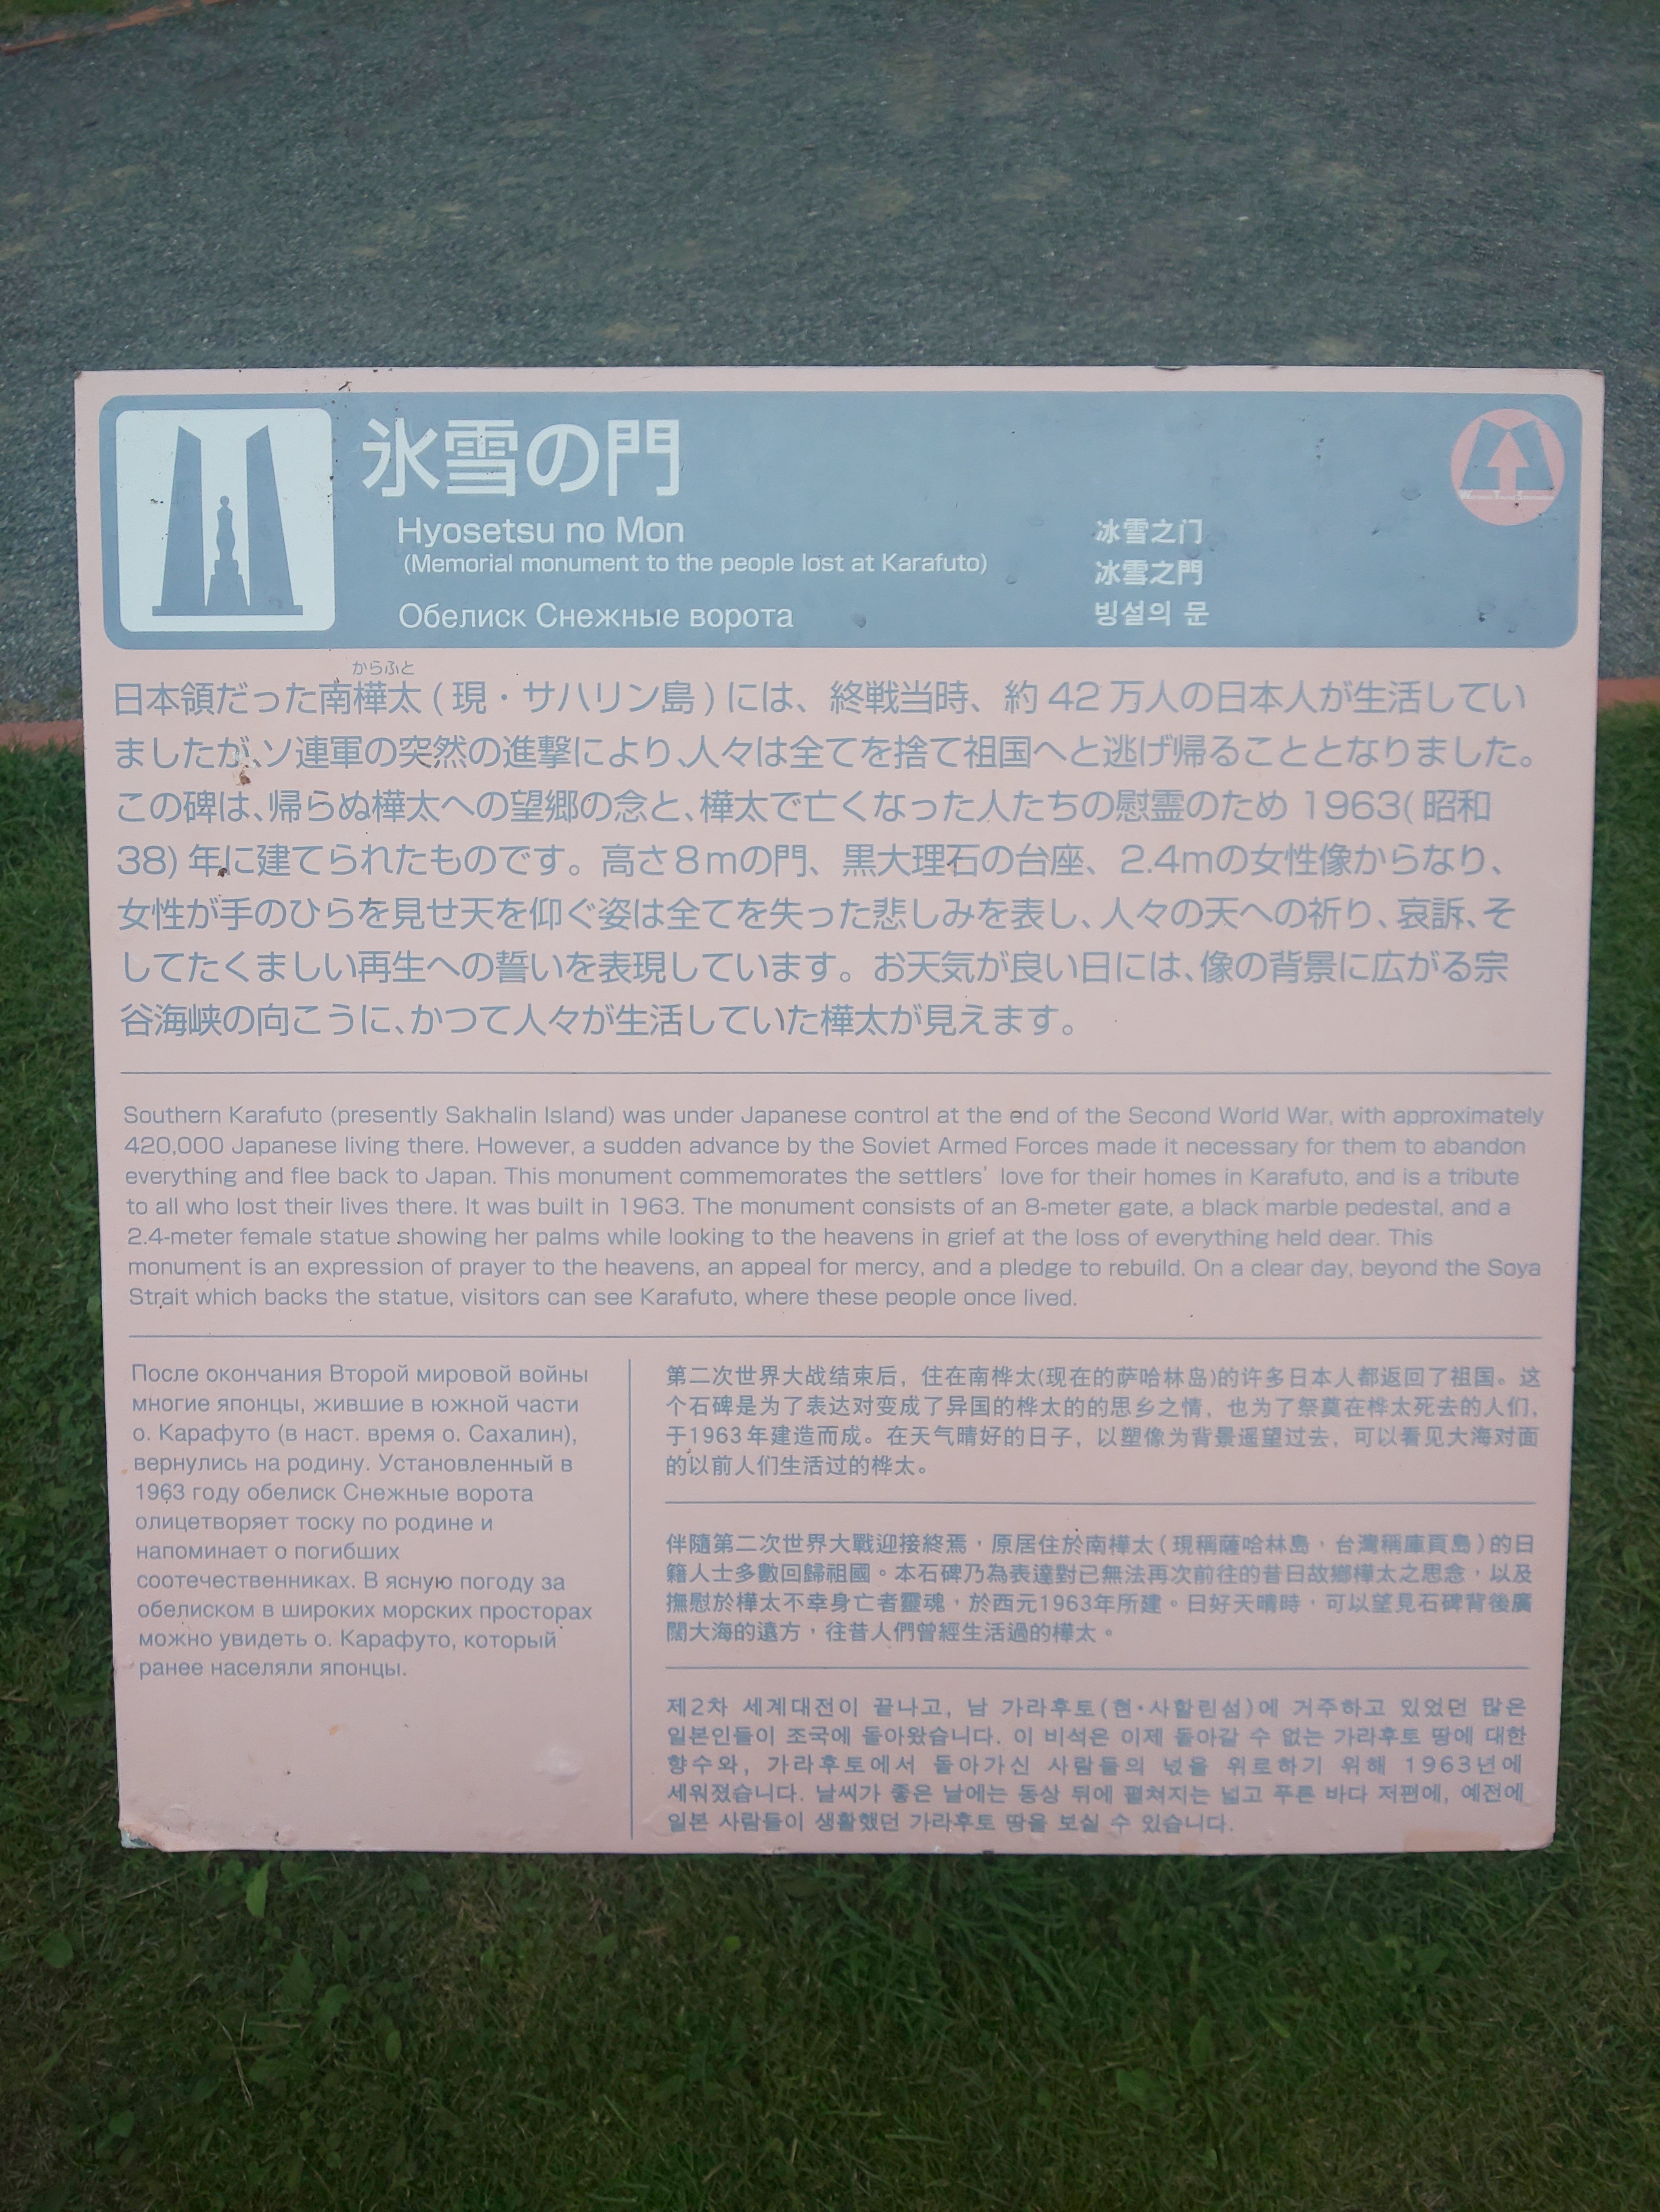 氷雪の門
Hyosetsu no Mon
(Memorial monument to the people lost at Karafuto)
Обелиск Снежные ворота
冰雪之门
冰雪之門
빙설의 문
からふと
日本領だった南樺太 ( 現・サハリン島 ) には、終戦当時、約 42 万人の日本人が生活してい
ましたが、ソ連軍の突然の進撃により、人々は全てを捨て祖国へと逃げ帰ることとなりました。
この碑は、帰らぬ樺太への望郷の念と、樺太で亡くなった人たちの慰霊のため 1963( 昭和
38) 年に建てられたものです。高さ8mの門、黒大理石の台座、2.4mの女性像からなり、
女性が手のひらを見せ天を仰ぐ姿は全てを失った悲しみを表し、人々の天への祈り、哀訴、そ
してたくましい再生への誓いを表現しています。お天気が良い日には、像の背景に広がる宗
谷海峡の向こうに、かつて人々が生活していた樺太が見えます。
Southern Karafuto (presently Sakhalin Island) was under Japanese control at the end of the Second World War, with approximately
420,000 Japanese living there. However, a sudden advance by the Soviet Armed Forces made it necessary for them to abandon
everything and flee back to Japan. This monument commemorates the settlers' love for their homes in Karafuto, and is a tribute
to all who lost their lives there. It was built in 1963. The monument consists of an 8-meter gate, a black marble pedestal, and a
2.4-meter female statue showing her palms while looking to the heavens in grief at the loss of everything held dear. This
monument is an expression of prayer to the heavens, an appeal for mercy, and a pledge to rebuild. On a clear day, beyond the Soya
Strait which backs the statue, visitors can see Karafuto, where these people once lived.
После окончания Второй мировой войны
многие японцы, жившие в южной части
о. Карафуто (в наст. время о. Сахалин),
вернулись на родину. Установленный в
1963 году обелиск Снежные ворота
олицетворяет тоску по родине и
напоминает о погибших
соотечественниках. В ясную погоду за
обелиском в широких морских просторах
можно увидеть о. Карафуто, который
ранее населяли японцы.
第二次世界大战结束后，住在南桦太(现在的萨哈林岛)的许多日本人都返回了祖国。这
个石碑是为了表达对变成了异国的桦太的的思乡之情，也为了祭奠在桦太死去的人们，
于1963年建造而成。在天气晴好的日子，以塑像为背景遥望过去，可以看见大海对面
的以前人们生活过的桦太。
伴隨第二次世界大戰迎接終焉，原居住於南樺太（現稱薩哈林島，台灣稱庫頁島）的日
籍人士多數回歸祖國。本石碑乃為表達對已無法再次前往的昔日故鄉樺太之思念，以及
撫慰於樺太不幸身亡者靈魂，於西元1963年所建。日好天晴時，可以望見石碑背後廣
闊大海的遠方，往昔人們曾經生活過的樺太。
제2차 세계대전이 끝나고, 남 가라후토(현·사할린섬)에 거주하고 있었던 많은
일본인들이 조국에 돌아왔습니다. 이 비석은 이제 돌아갈 수 없는 가라후토 땅에 대한
향수와, 가라후토에서 돌아가신 사람들의 넋을 위로하기 위해 1963년에
세워졌습니다. 날씨가 좋은 날에는 동상 뒤에 펼쳐지는 넓고 푸른 바다 저편에, 예전에
일본 사람들이 생활했던 가라후토 땅을 보실 수 있습니다.